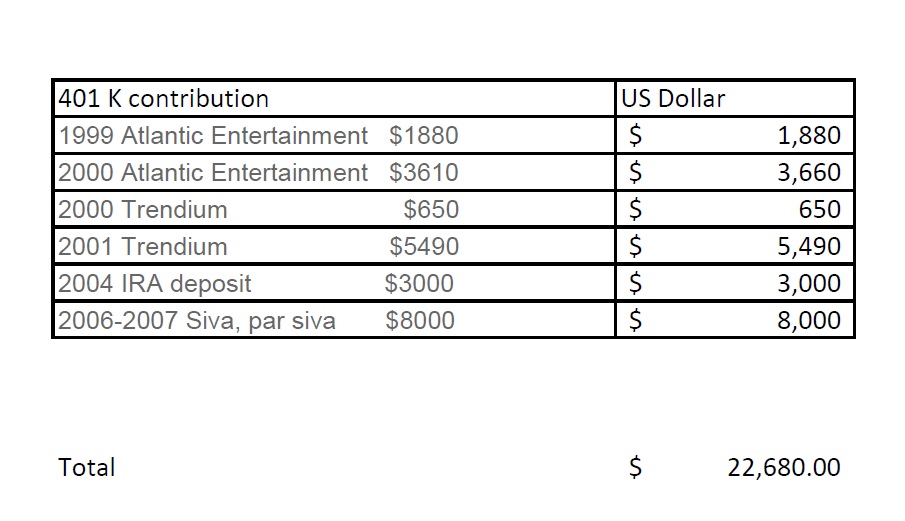 401 K contribution US Dollar
1999 Atlantic Entertainment $1880 $ 1,880
2000 Atlantic Entertainment $3610 $ 3,660
2000 Trendium $650 $ 650
2001 Trendium $5490 $ 5,490
2004 IRA deposit $3000 $ 3,000
2006-2007 Siva, par siva $8000 $ 8,000
Total $ 22,680.00